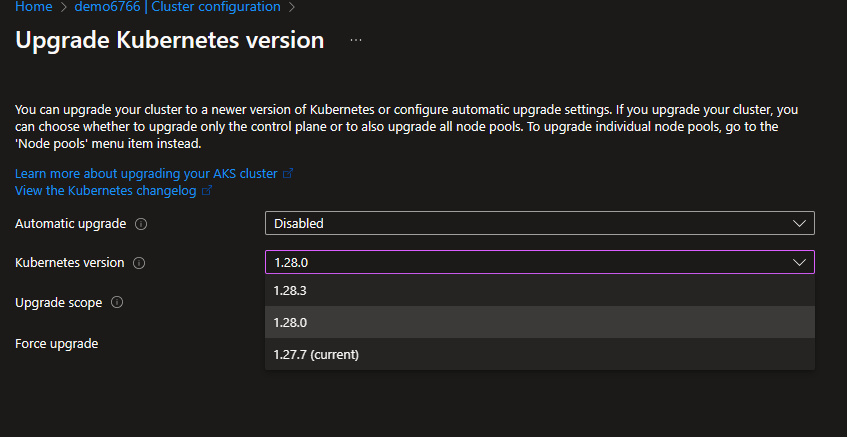 Home > demo6766 | Cluster configuration >
Upgrade Kubernetes version ...
You can upgrade your cluster to a newer version of Kubernetes or configure automatic upgrade settings. If you upgrade your cluster, you
can choose whether to upgrade only the control plane or to also upgrade all node pools. To upgrade individual node pools, go to the
'Node pools' menu item instead.
Learn more about upgrading your AKS cluster
View the Kubernetes changelog
Automatic upgrade Disabled
Kubernetes version 1.28.0
1.28.3
Upgrade scope
1.28.0
Force upgrade
1.27.7 (current)